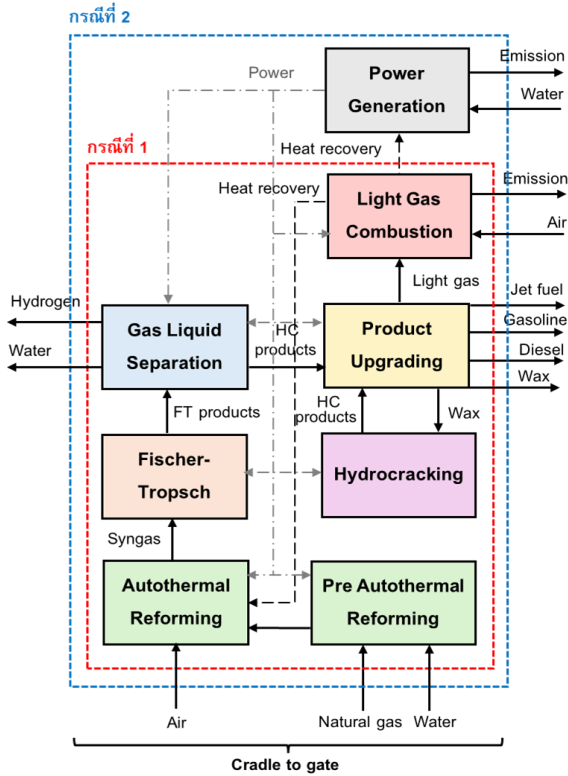 กรณีที่ 2
Emission
Power
Power
Generation
Water
Heat recovery
กรณีที่ 1
Emission
Heat recovery
Light Gas
Combustion
Air
Light gas
Jet fuel
Hydrogen
Gasoline
Gas Liquid
Separation
HC
products
Product
Upgrading
Water
Diesel
Wax
FT products
HC
products
Wax
Fischer-
Tropsch
Hydrocracking
Syngas
Autothermal
Reforming
Pre Autothermal
Reforming
Air
Natural gas
Water
Cradle to gate